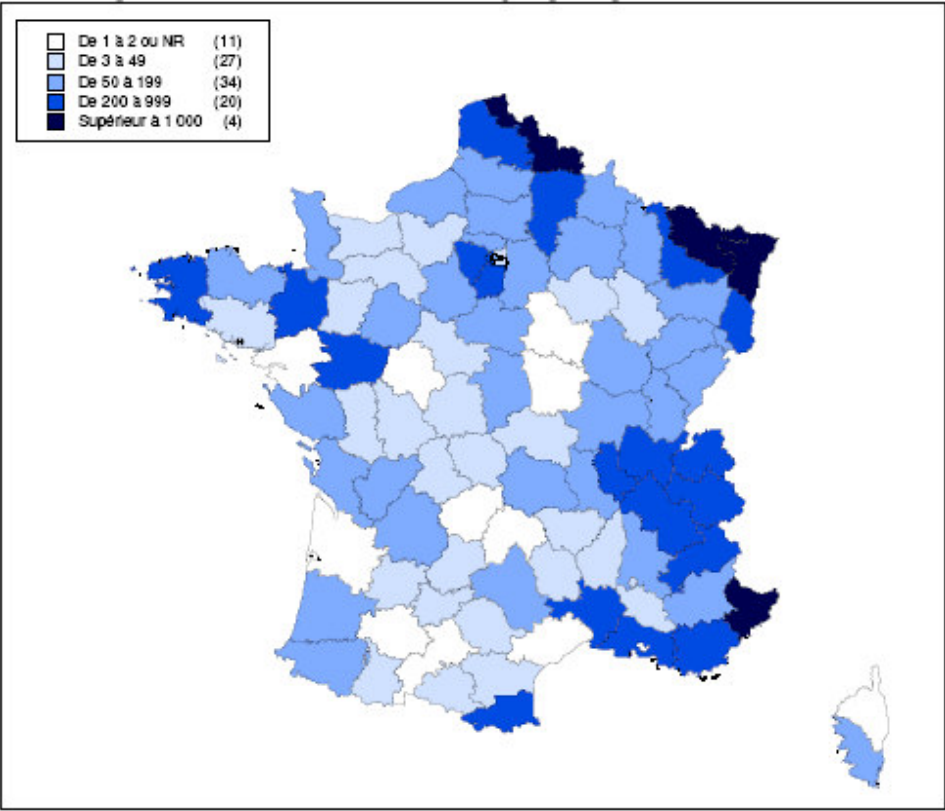 De 1 à 2 ou NR (11)
De 3 à 49 (27)
De 50 à 199 (34)
De 200 à 999 (20)
Supérieur à 1 000 (4)